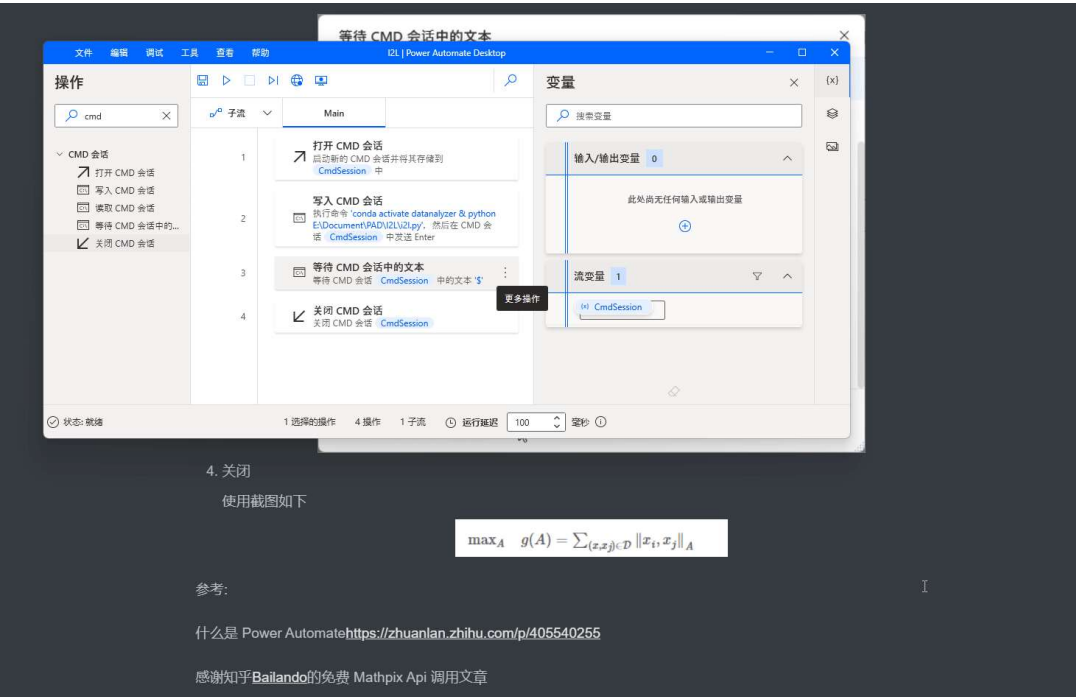 等待 CMD 会话中的文本
文件 编辑 调试 工具 查看 帮助
I2L | Power Automate Desktop
操作
cmd
CMD 会话
打开 CMD 会话
写入 CMD 会话
读取 CMD 会话
等待 CMD 会话中的...
关闭 CMD 会话
子流
Main
1
打开 CMD 会话
启动新的 CMD 会话并将其存储到
CmdSession 中
2
写入 CMD 会话
执行命令 'conda activate datanalyzer & python
E:\Document\PAD\I2L\i2l.py', 然后在 CMD 会
话 CmdSession 中发送 Enter
3
等待 CMD 会话中的文本
等待 CMD 会话 CmdSession 中的文本 '$'
更多操作
4
关闭 CMD 会话
关闭 CMD 会话 CmdSession
变量
{x}
搜索变量
输入/输出变量 0
此处尚无任何输入或输出变量
流变量 1
(x) CmdSession
状态: 就绪
1 选择的操作 4 操作 1 子流 运行延迟 100 毫秒
4. 关闭
使用截图如下
max_A g(A) = ∑_{(x,x_j)∈𝒟} ‖x_i, x_j‖_A
参考:
什么是 Power Automatehttps://zhuanlan.zhihu.com/p/405540255
感谢知乎Bailando的免费 Mathpix Api 调用文章